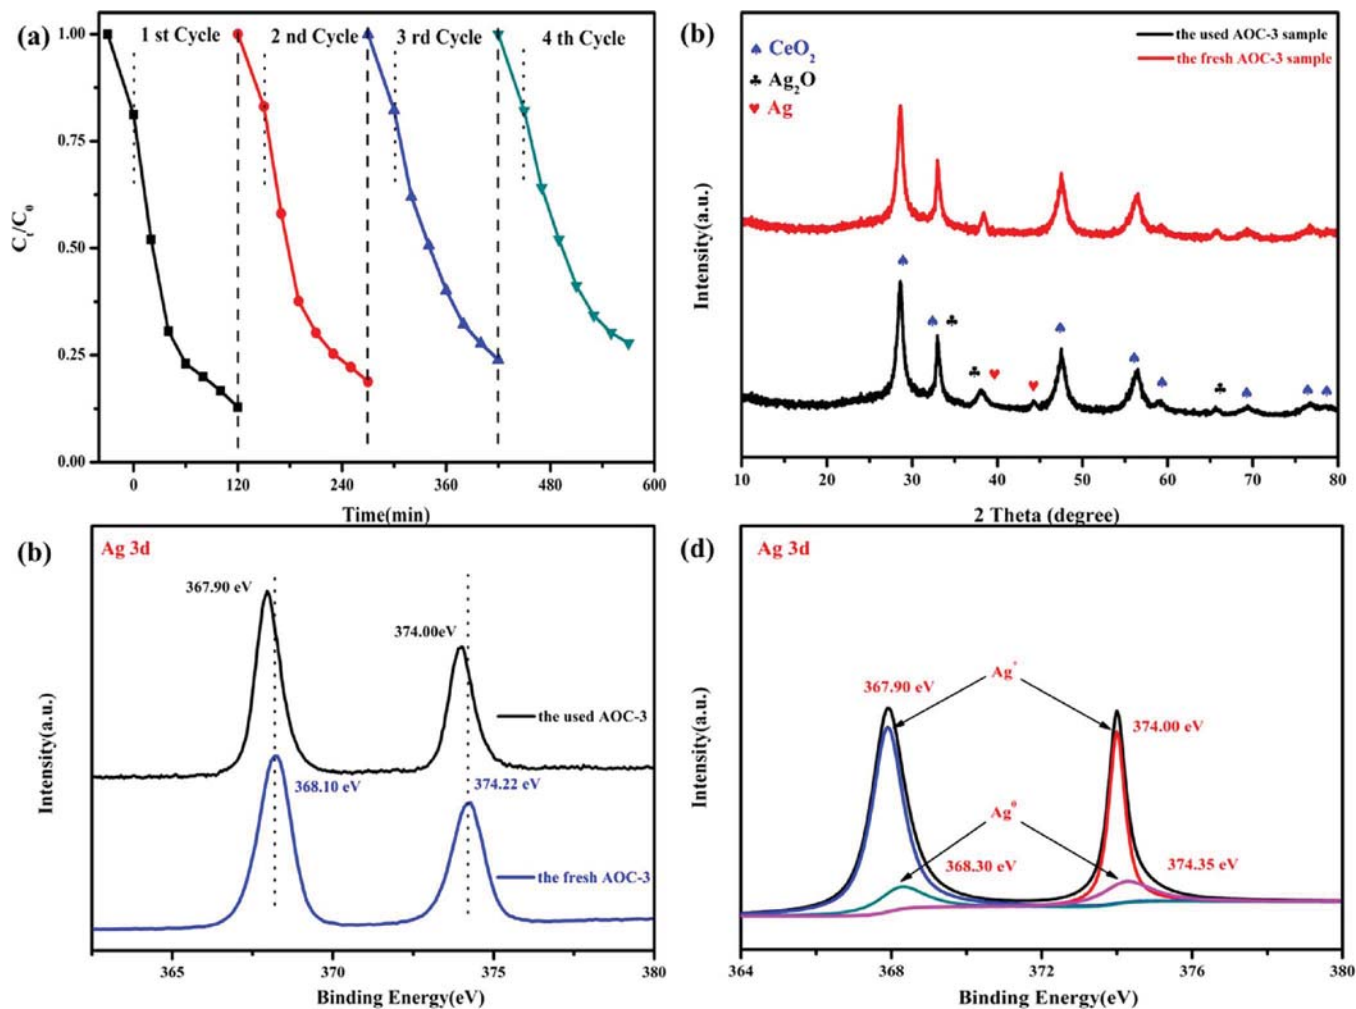 (a)
1 st Cycle
2 nd Cycle
3 rd Cycle
4 th Cycle
1.00
0.75
0.50
0.25
0.00
Cₜ/C₀
0 120 240 360 480 600
Time(min)
(b)
the used AOC-3 sample
the fresh AOC-3 sample
♠ CeO₂
♣ Ag₂O
♥ Ag
Intensity(a.u.)
10 20 30 40 50 60 70 80
2 Theta (degree)
(b)
Ag 3d
367.90 eV
374.00eV
the used AOC-3
368.10 eV
374.22 eV
the fresh AOC-3
Intensity(a.u.)
365 370 375 380
Binding Energy(eV)
(d)
Ag 3d
367.90 eV
Ag⁺
374.00 eV
Ag⁰
368.30 eV
374.35 eV
Intensity(a.u.)
364 368 372 376 380
Binding Energy(eV)